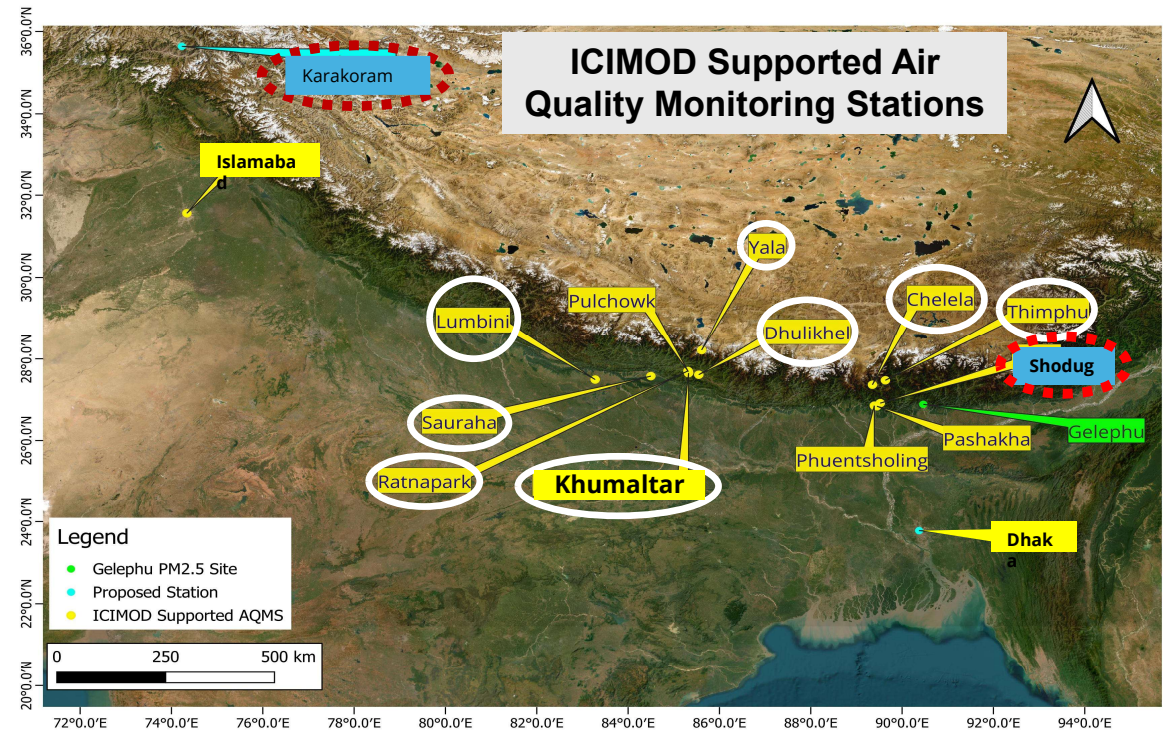 ICIMOD Supported Air
Quality Monitoring Stations
Karakoram
Islamaba
d
Yala
Pulchowk
Lumbini
Dhulikhel
Chelela
Thimphu
Shodug
Sauraha
Ratnapark
Khumaltar
Phuentsholing
Pashakha
Gelephu
Dhak
a
Legend
Gelephu PM2.5 Site
Proposed Station
ICIMOD Supported AQMS
0 250 500 km
36°0.0'N
34°0.0'N
32°0.0'N
30°0.0'N
28°0.0'N
26°0.0'N
24°0.0'N
22°0.0'N
20°0.0'N
72°0.0'E 74°0.0'E 76°0.0'E 78°0.0'E 80°0.0'E 82°0.0'E 84°0.0'E 86°0.0'E 88°0.0'E 90°0.0'E 92°0.0'E 94°0.0'E